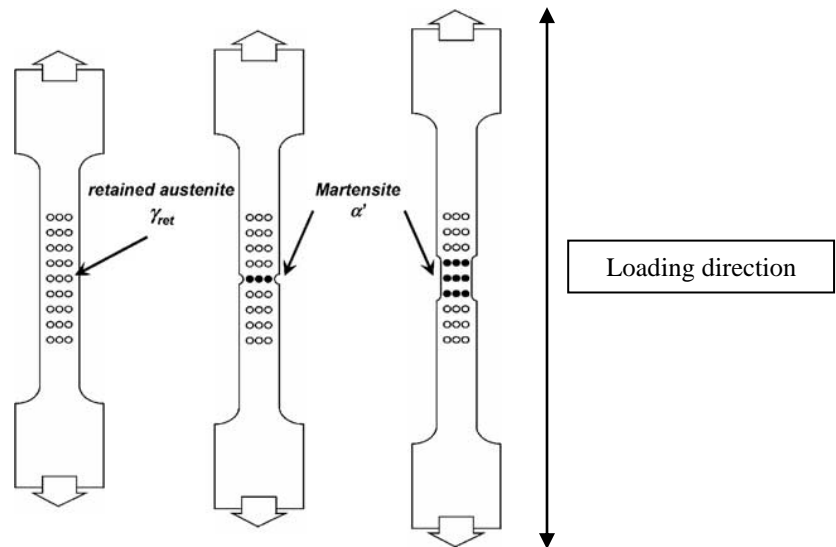 retained austenite
γret
Martensite
α'
Loading direction